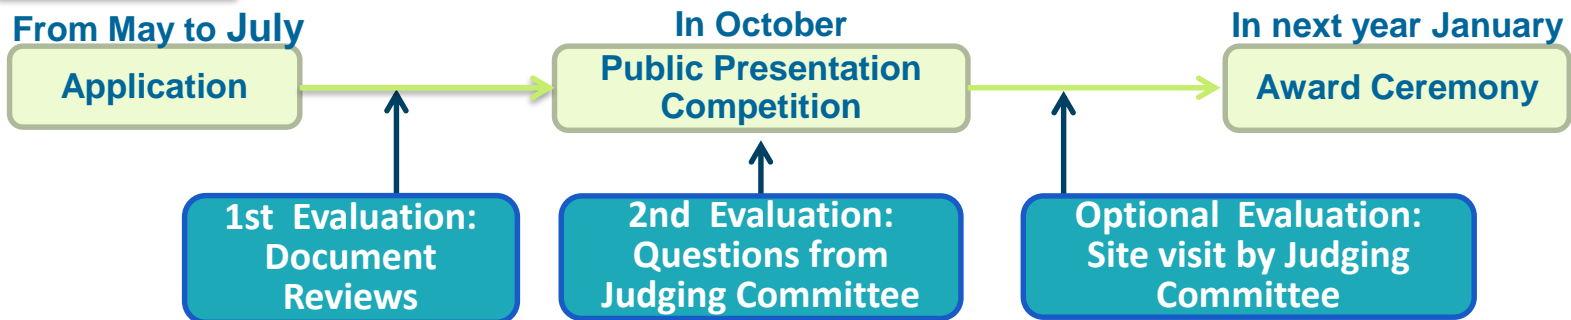 From May to July
Application
In October
Public Presentation
Competition
In next year January
Award Ceremony
1st Evaluation:
Document
Reviews
2nd Evaluation:
Questions from
Judging Committee
Optional Evaluation:
Site visit by Judging
Committee